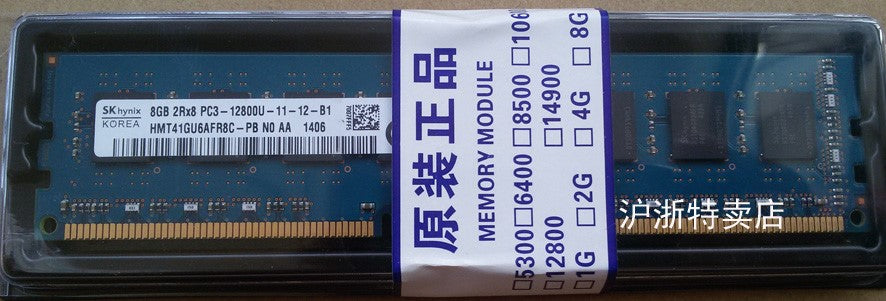 SK hynix
KOREA
8GB 2Rx8 PC3-12800U-11-12-B1
HMT41GU6AFR8C-PB N0 AA 1406
原装正品
MEMORY MODULE
□5300□6400□8500□106
□12800 □14900
□1G □2G □4G □8G
沪浙特卖店